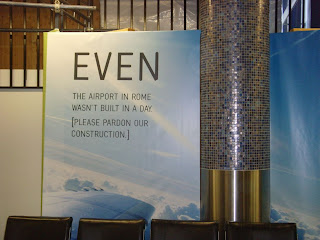 EVEN
THE AIRPORT IN ROME
WASN'T BUILT IN A DAY.
[PLEASE PARDON OUR
CONSTRUCTION.]